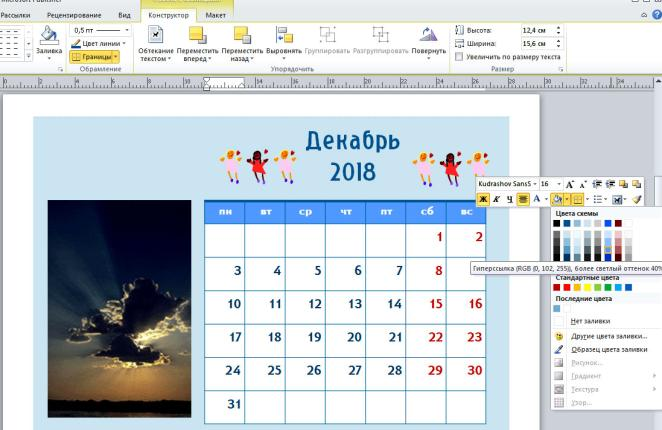 Microsoft Publisher
Рассылки Рецензирование Вид Конструктор Макет
Заливка
0,5 пт
Цвет линии
Границы
Обрамление
Обтекание текстом
Переместить вперед
Переместить назад
Выровнять
Группировать
Разгруппировать
Повернуть
Упорядочить
Высота: 12,4 см
Ширина: 15,6 см
Увеличить по размеру текста
Размер
Декабрь
2018
Kudrashov Sans 16
Ж К Ч A
пн вт ср чт пт сб вс
1 2
3 4 5 6 7 8
10 11 12 13 14 15 16
17 18 19 20 21 22 23
24 25 26 27 28 29 30
31
Цвета схемы
Гиперссылка (RGB (0, 102, 255)), более светлый оттенок 40%
Стандартные цвета
Последние цвета
Нет заливки
Другие цвета заливки...
Образец цвета заливки
Рисунок...
Градиент
Текстура
Узор...